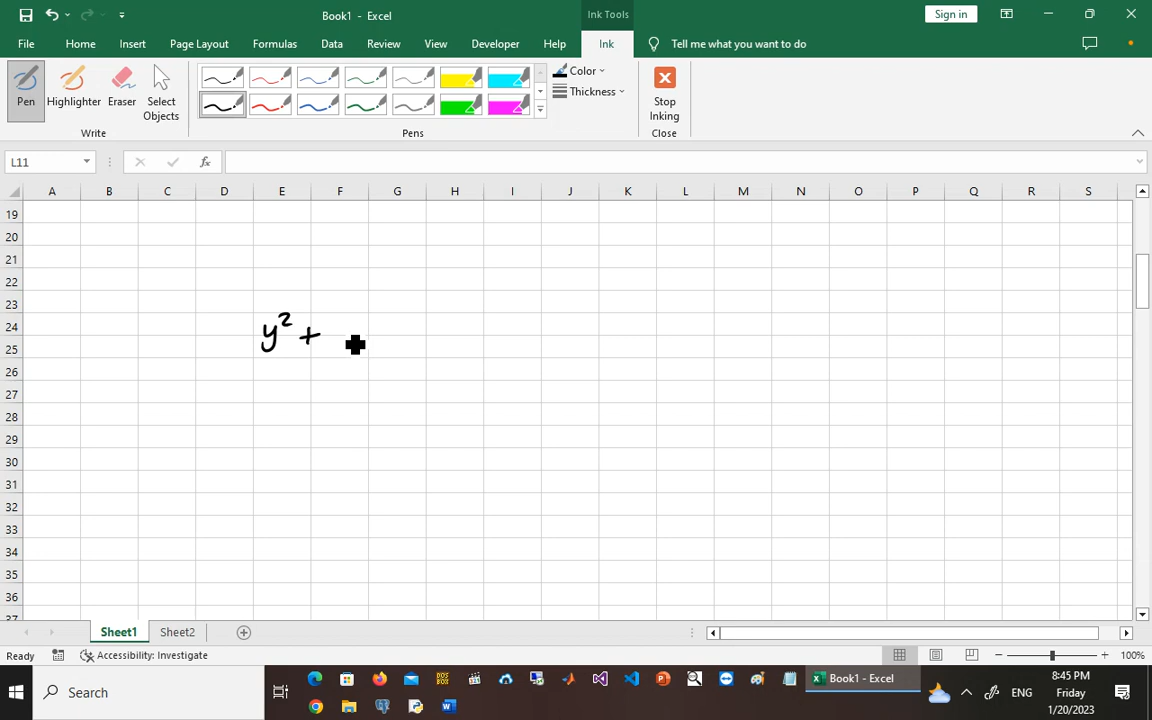 Book1 - Excel
Ink Tools
Sign in
File Home Insert Page Layout Formulas Data Review View Developer Help Ink Tell me what you want to do
Pen Highlighter Eraser Select Objects
Color
Thickness
Stop Inking
Write Pens Close
L11 fx
A B C D E F G H I J K L M N O P Q R S
19
20
21
22
23
24
25
26
27
28
29
30
31
32
33
34
35
36
37
y² +
Sheet1 Sheet2
Ready Accessibility: Investigate 100%
Search
Book1 - Excel
ENG
8:45 PM
Friday
1/20/2023